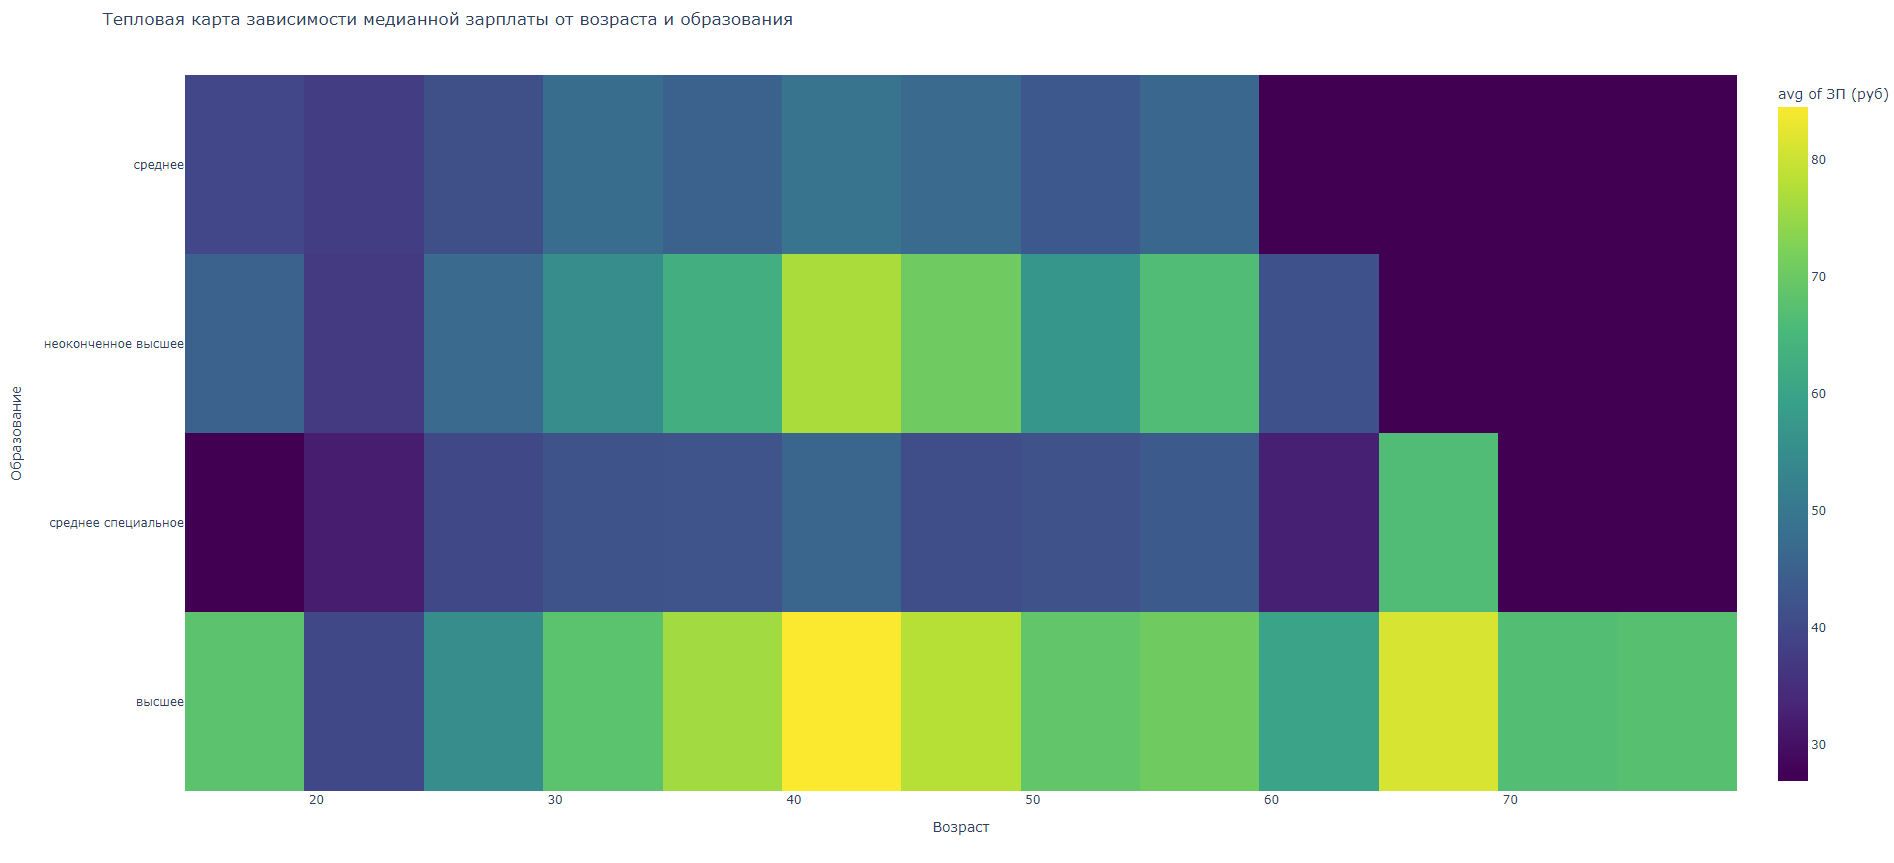 Тепловая карта зависимости медианной зарплаты от возраста и образования
avg of ЗП (руб)
80
70
60
50
40
30
Образование
среднее
неоконченное высшее
среднее специальное
высшее
20
30
40
50
60
70
Возраст